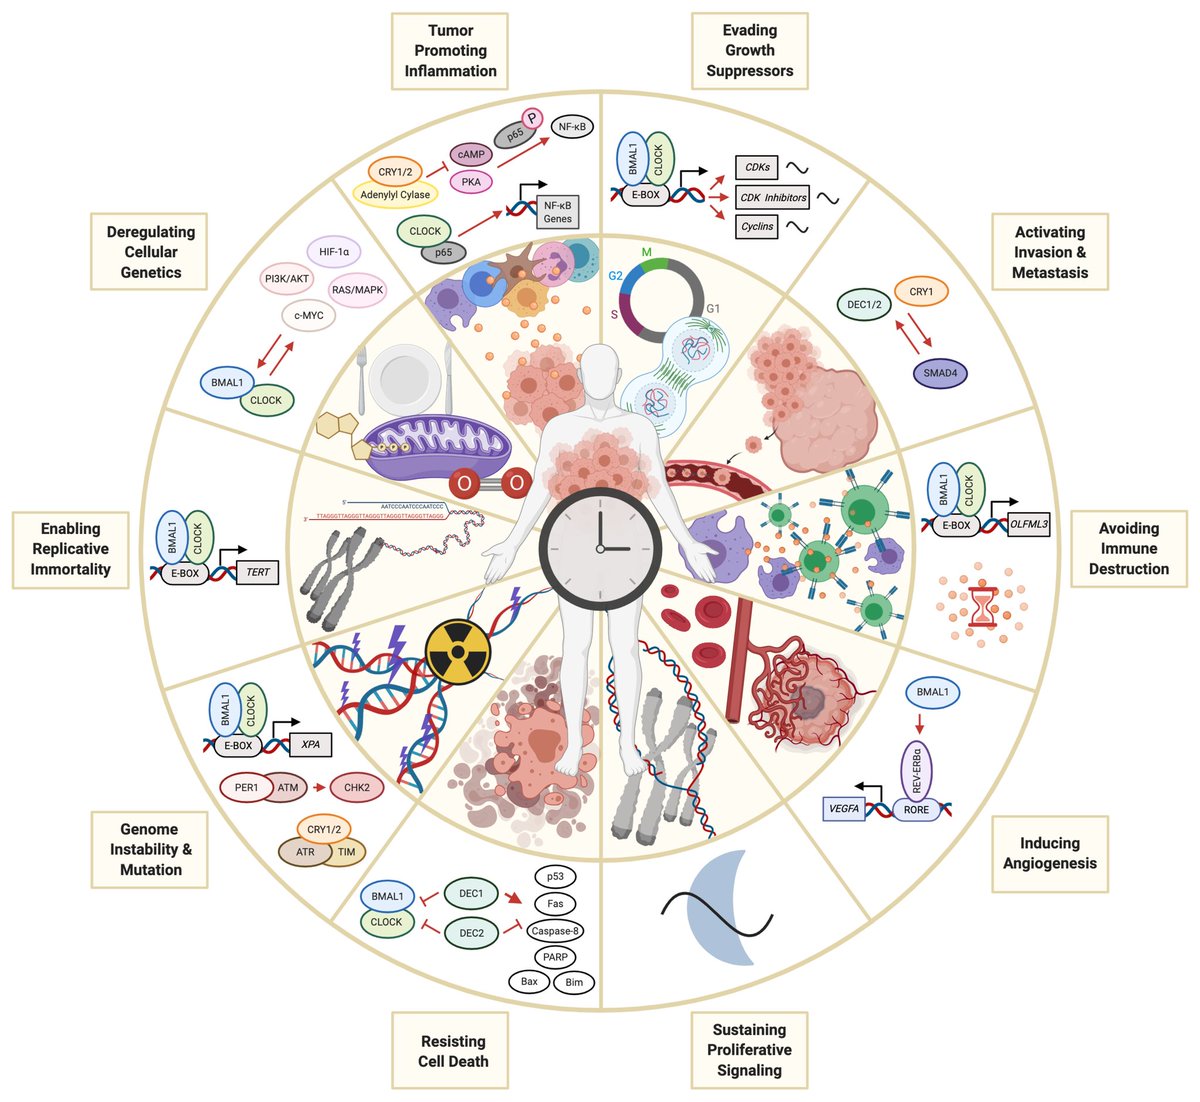 Tumor
Promoting
Inflammation
Evading
Growth
Suppressors
Activating
Invasion &
Metastasis
Avoiding
Immune
Destruction
Inducing
Angiogenesis
Sustaining
Proliferative
Signaling
Resisting
Cell Death
Genome
Instability &
Mutation
Enabling
Replicative
Immortality
Deregulating
Cellular
Genetics
CRY1/2
Adenylyl Cylase
cAMP
PKA
p65
P
NF-κB
CLOCK
p65
NF-κB
Genes
BMAL1
CLOCK
E-BOX
CDKs
CDK Inhibitors
Cyclins
M
G2
S
G1
DEC1/2
CRY1
SMAD4
BMAL1
CLOCK
E-BOX
OLFML3
BMAL1
REV-ERBα
RORE
VEGFA
BMAL1
CLOCK
DEC1
DEC2
p53
Fas
Caspase-8
PARP
Bax
Bim
BMAL1
CLOCK
E-BOX
XPA
PER1
ATM
CHK2
CRY1/2
ATR
TIM
BMAL1
CLOCK
E-BOX
TERT
5'
AATCCCAATCCCAATCCC
3'
TTAGGGTTAGGGTTAGGGTTAGGGTTAGGG
HIF-1α
PI3K/AKT
RAS/MAPK
c-MYC
BMAL1
CLOCK
P
P
P
O
O